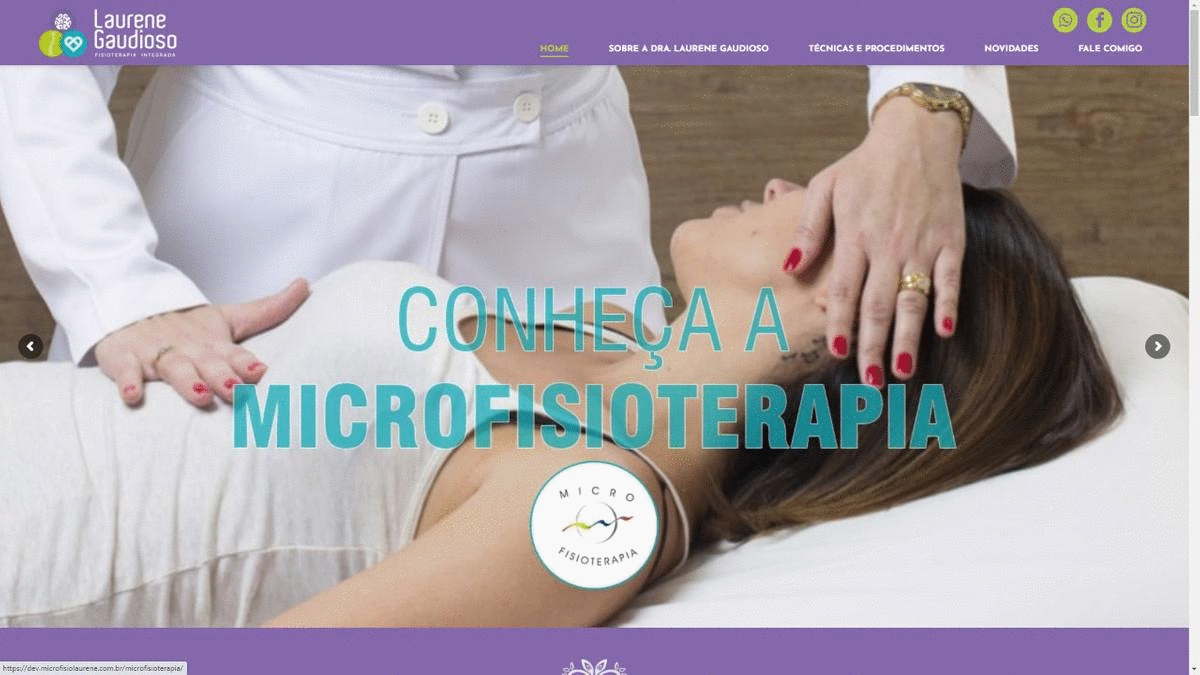 Laurene
Gaudioso
FISIOTERAPIA INTEGRADA
HOME
SOBRE A DRA. LAURENE GAUDIOSO
TÉCNICAS E PROCEDIMENTOS
NOVIDADES
FALE COMIGO
CONHEÇA A
MICROFISIOTERAPIA
MICRO
FISIOTERAPIA
https://dev.microfisiolaurene.com.br/microfisioterapia/